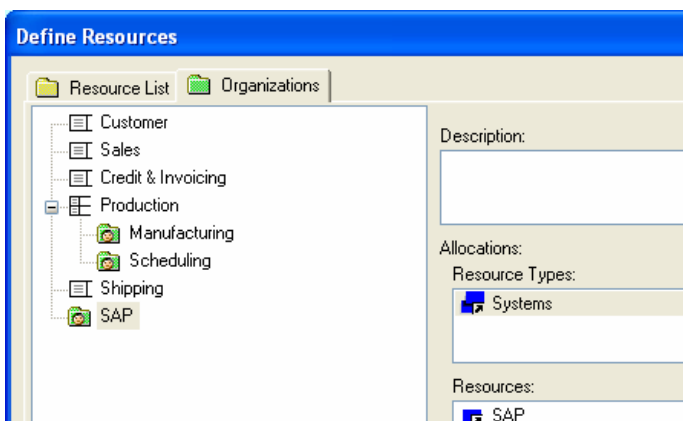 Define Resources
Resource List
Organizations
Customer
Sales
Credit & Invoicing
Production
Manufacturing
Scheduling
Shipping
SAP
Description:
Allocations:
Resource Types:
Systems
Resources:
SAP